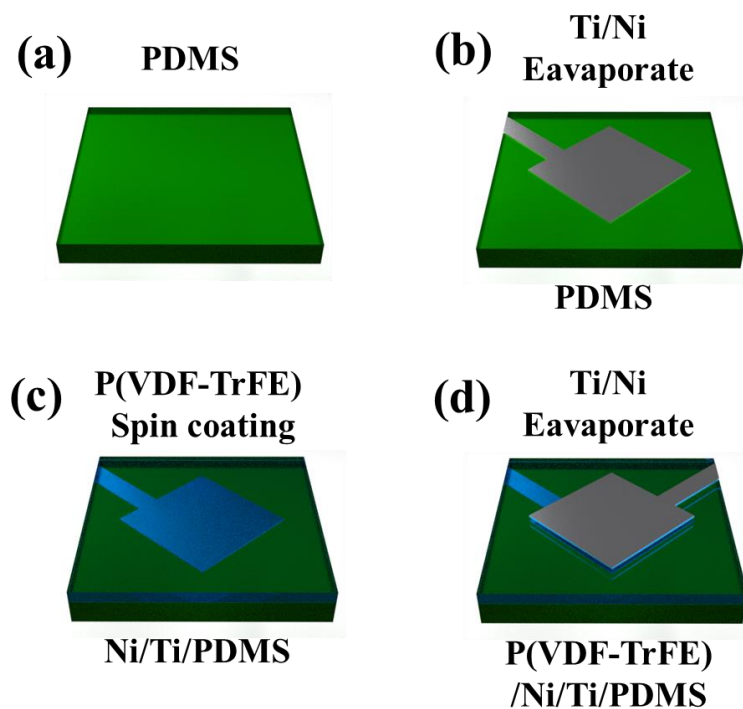 (a)
PDMS
(b)
Ti/Ni
Eavaporate
PDMS
(c)
P(VDF-TrFE)
Spin coating
Ni/Ti/PDMS
(d)
Ti/Ni
Eavaporate
P(VDF-TrFE)
/Ni/Ti/PDMS